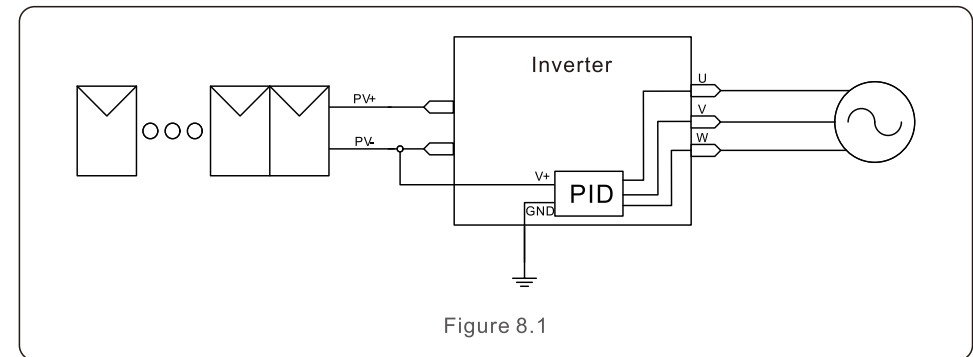 Inverter
PV+
PV-
U
V
W
V+
GND
PID
Figure 8.1